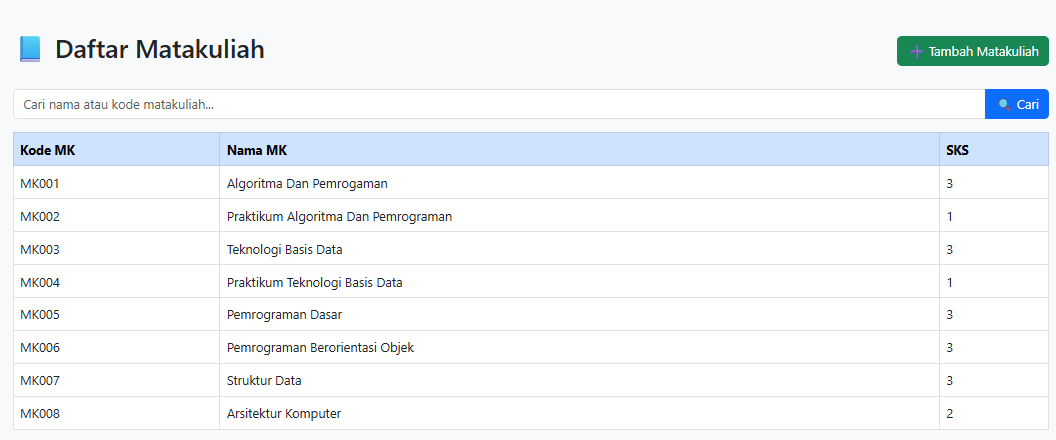 Daftar Matakuliah
Tambah Matakuliah
Cari nama atau kode matakuliah...
Cari
Kode MK Nama MK SKS
MK001 Algoritma Dan Pemrogaman 3
MK002 Praktikum Algoritma Dan Pemrograman 1
MK003 Teknologi Basis Data 3
MK004 Praktikum Teknologi Basis Data 1
MK005 Pemrograman Dasar 3
MK006 Pemrograman Berorientasi Objek 3
MK007 Struktur Data 3
MK008 Arsitektur Komputer 2